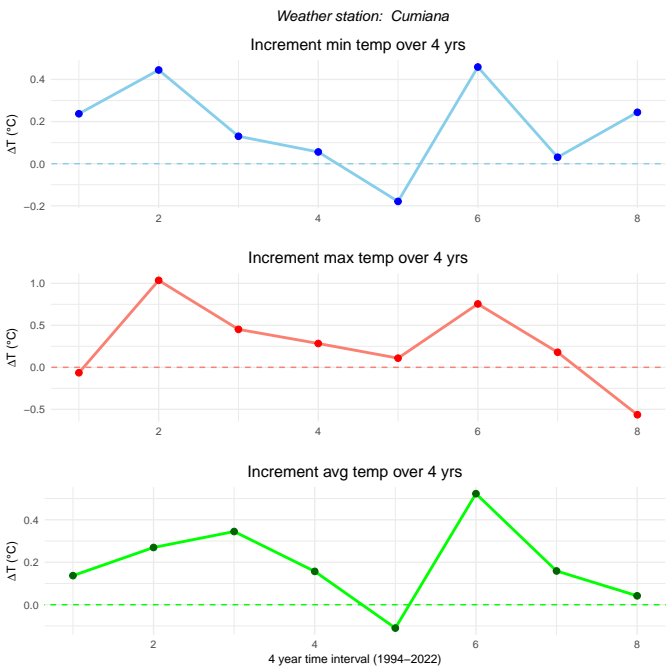 Weather station:  Cumiana
Increment min temp over 4 yrs
ΔT (°C)
0.4
0.2
0.0
−0.2
2
4
6
8
Increment max temp over 4 yrs
ΔT (°C)
1.0
0.5
0.0
−0.5
2
4
6
8
Increment avg temp over 4 yrs
ΔT (°C)
0.4
0.2
0.0
2
4
6
8
4 year time interval (1994−2022)